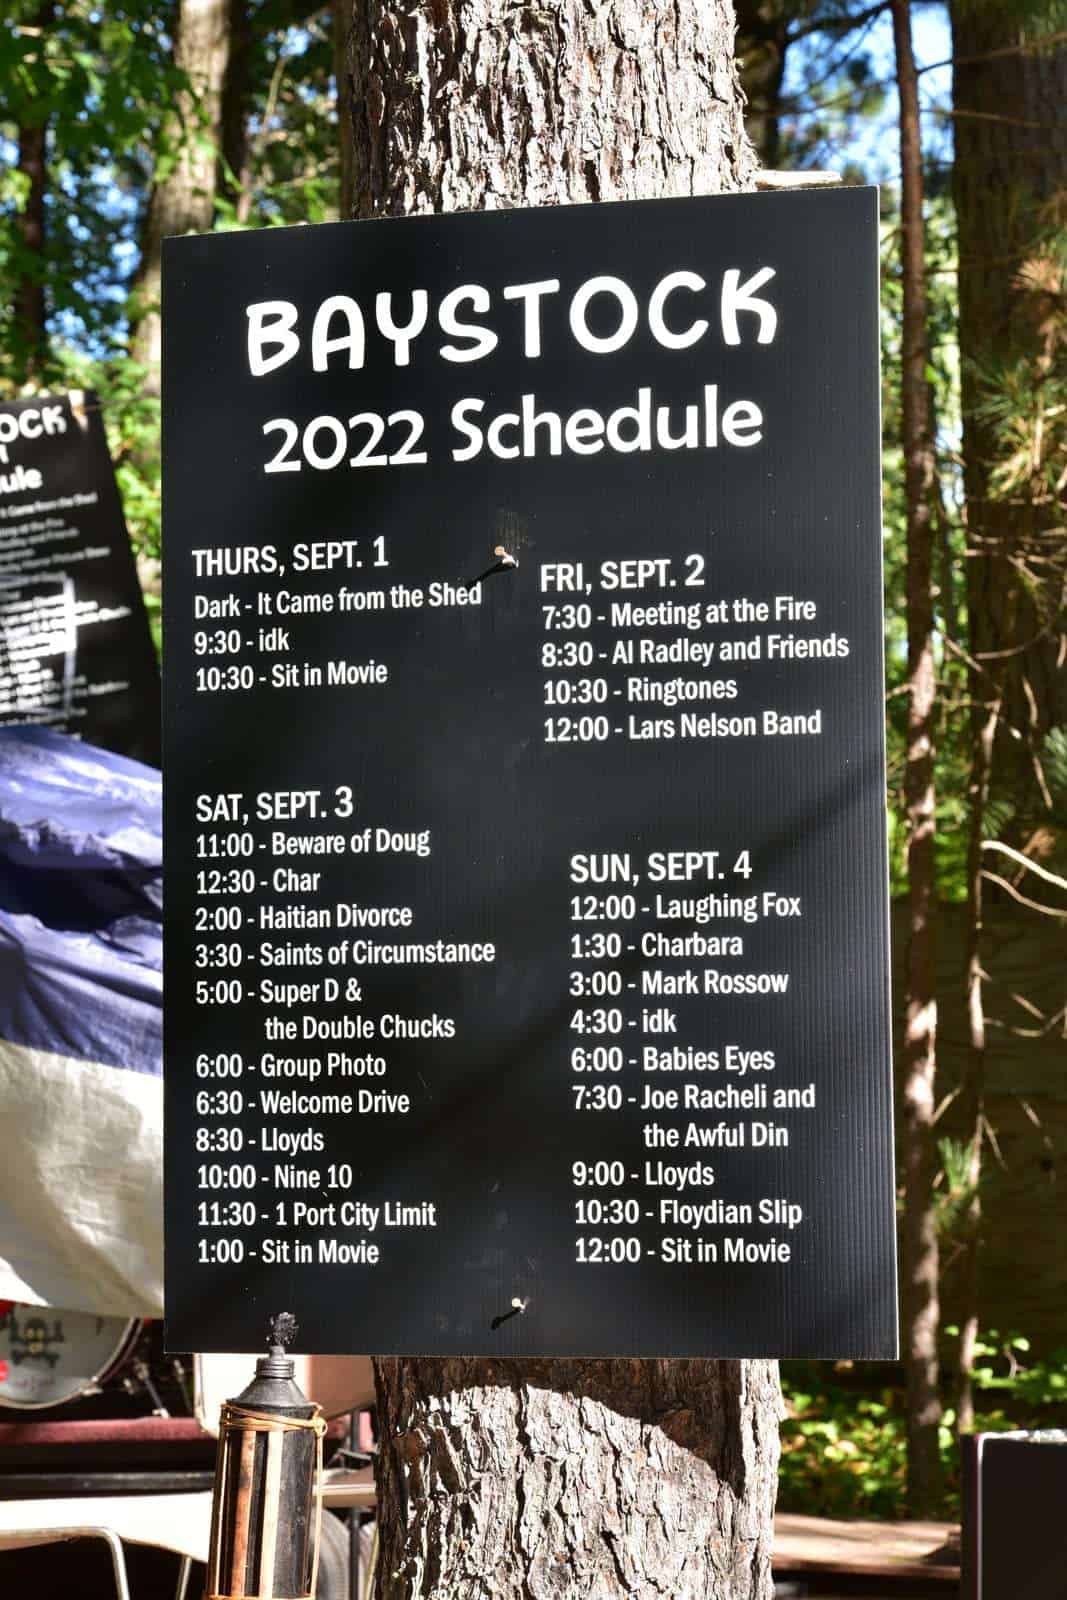 BAYSTOCK
2022 Schedule
THURS, SEPT. 1
Dark - It Came from the Shed
9:30 - idk
10:30 - Sit in Movie
FRI, SEPT. 2
7:30 - Meeting at the Fire
8:30 - Al Radley and Friends
10:30 - Ringtones
12:00 - Lars Nelson Band
SAT, SEPT. 3
11:00 - Beware of Doug
12:30 - Char
2:00 - Haitian Divorce
3:30 - Saints of Circumstance
5:00 - Super D &
the Double Chucks
6:00 - Group Photo
6:30 - Welcome Drive
8:30 - Lloyds
10:00 - Nine 10
11:30 - 1 Port City Limit
1:00 - Sit in Movie
SUN, SEPT. 4
12:00 - Laughing Fox
1:30 - Charbara
3:00 - Mark Rossow
4:30 - idk
6:00 - Babies Eyes
7:30 - Joe Racheli and
the Awful Din
9:00 - Lloyds
10:30 - Floydian Slip
12:00 - Sit in Movie